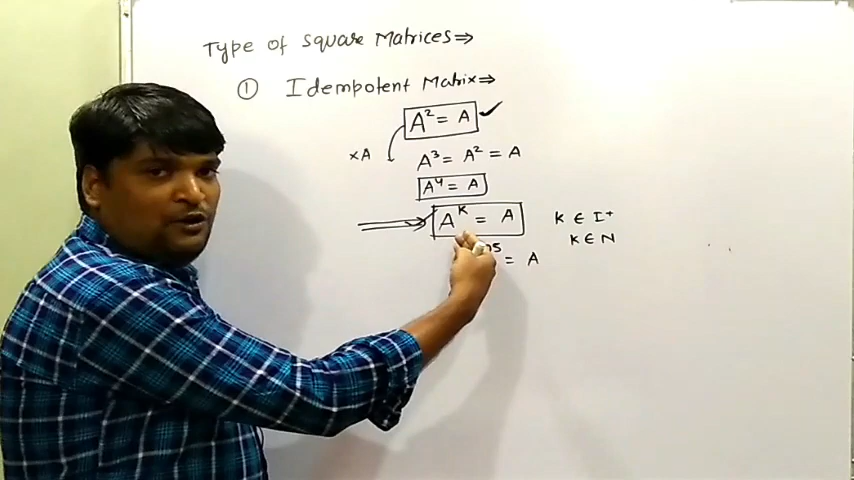 Type of Square Matrices ⇒
① Idempotent Matrix ⇒
A² = A ✓
×A A³ = A² = A
A⁴ = A
Aᴷ = A K ∈ I⁺
K ∈ N
= A